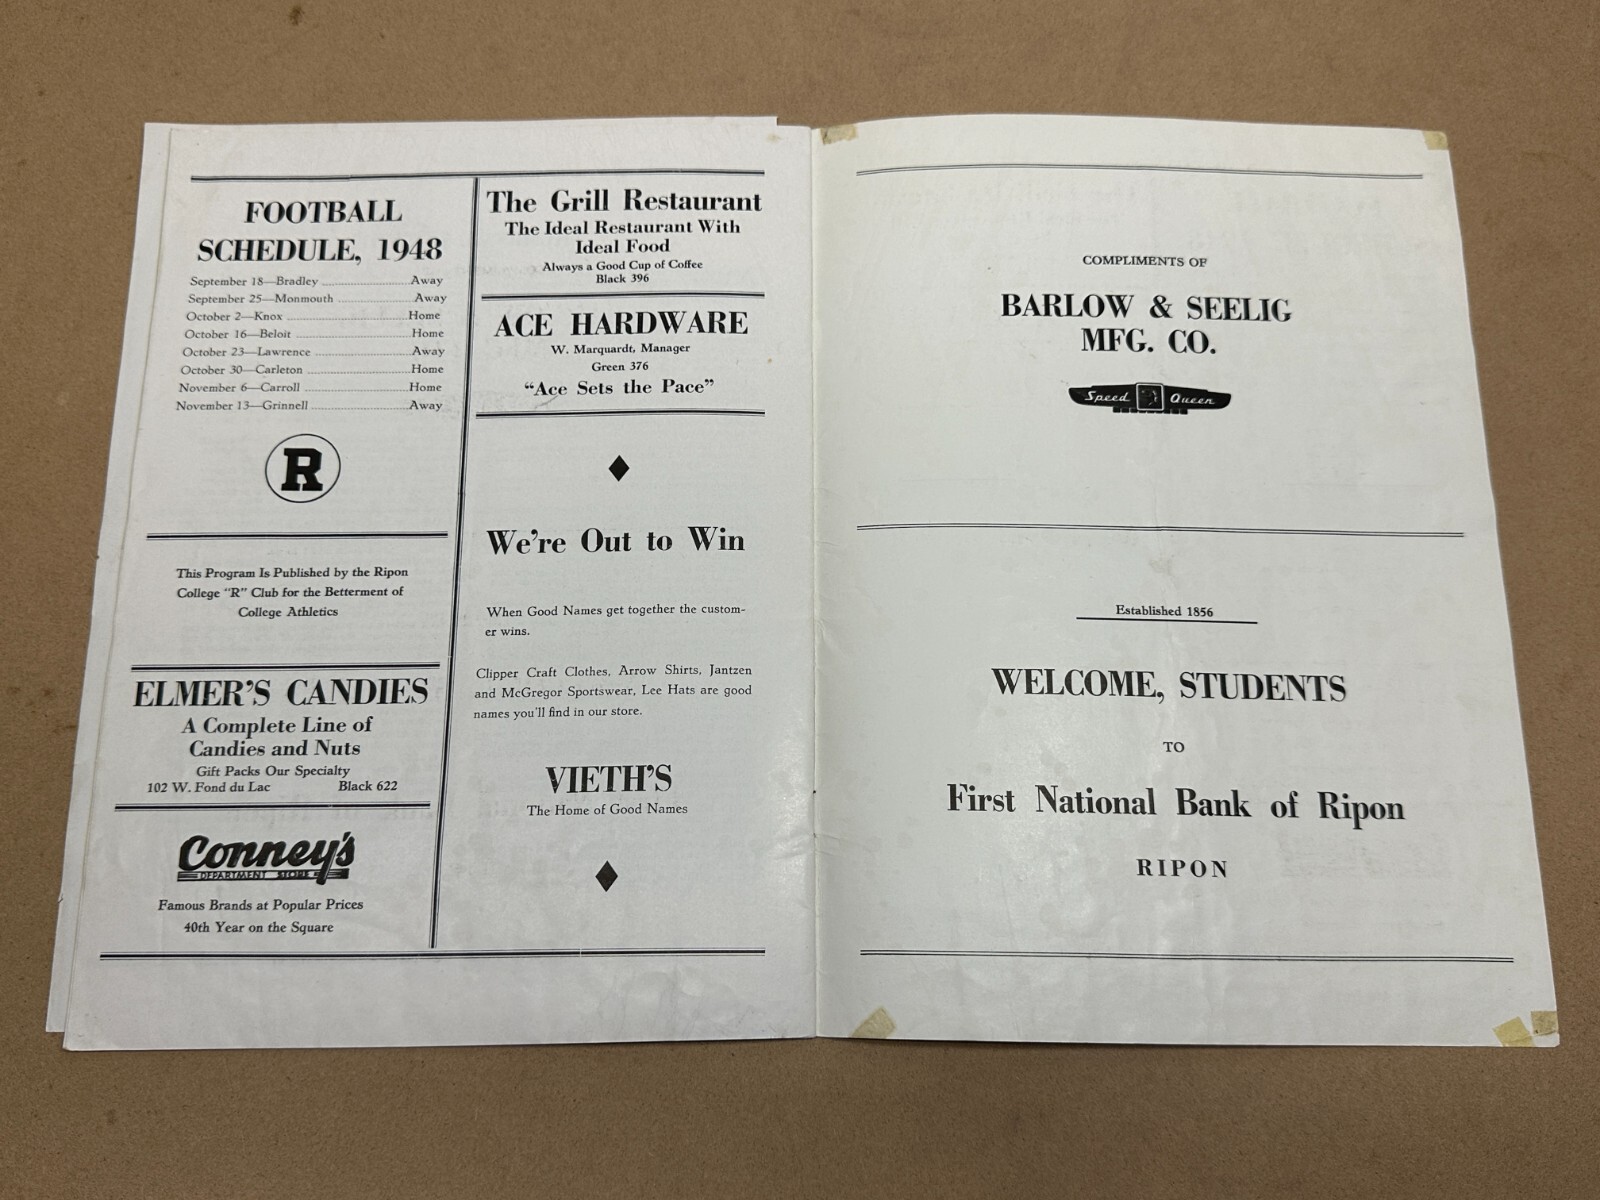 FOOTBALL
SCHEDULE, 1948
September 18—Bradley ........ Away
September 25—Monmouth ........ Away
October 2—Knox ........ Home
October 16—Beloit ........ Home
October 23—Lawrence ........ Away
October 30—Carleton ........ Home
November 6—Carroll ........ Home
November 13—Grinnell ........ Away
R
This Program Is Published by the Ripon
College "R" Club for the Betterment of
College Athletics
ELMER'S CANDIES
A Complete Line of
Candies and Nuts
Gift Packs Our Specialty
102 W. Fond du Lac Black 622
Conney's
DEPARTMENT STORE
Famous Brands at Popular Prices
40th Year on the Square
The Grill Restaurant
The Ideal Restaurant With
Ideal Food
Always a Good Cup of Coffee
Black 396
ACE HARDWARE
W. Marquardt, Manager
Green 376
"Ace Sets the Pace"
We're Out to Win
When Good Names get together the custom-
er wins.
Clipper Craft Clothes, Arrow Shirts, Jantzen
and McGregor Sportswear, Lee Hats are good
names you'll find in our store.
VIETH'S
The Home of Good Names
COMPLIMENTS OF
BARLOW & SEELIG
MFG. CO.
Speed Queen
Established 1856
WELCOME, STUDENTS
TO
First National Bank of Ripon
RIPON